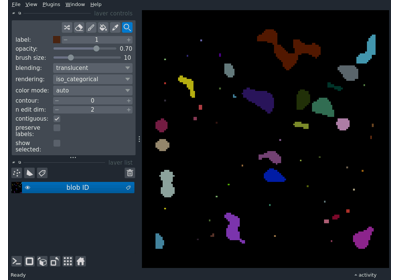 File View Plugins Window Help
layer controls
label: 1
opacity: 0.70
brush size: 10
blending: translucent
rendering: iso_categorical
color mode: auto
contour: 0
n edit dim: 2
contiguous:
preserve
labels:
show
selected:
layer list
blob ID
Ready
activity